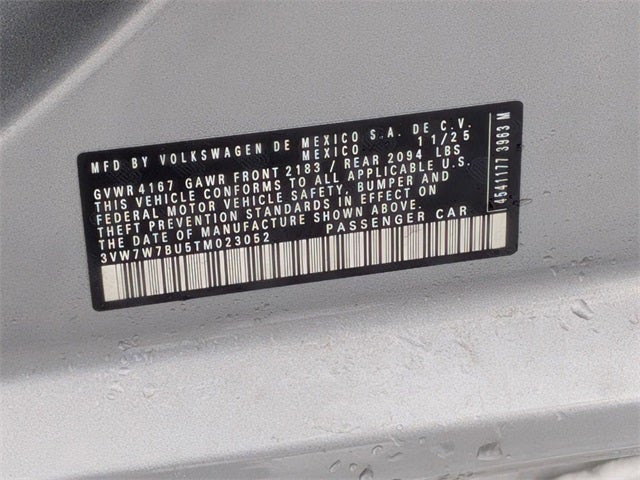 MFD BY VOLKSWAGEN DE MEXICO S.A. DE C.V.
MEXICO 11/25
GVWR 4167 GAWR FRONT 2183 / REAR 2094 LBS
THIS VEHICLE CONFORMS TO ALL APPLICABLE U.S.
FEDERAL MOTOR VEHICLE SAFETY, BUMPER AND
THEFT PREVENTION STANDARDS IN EFFECT ON
THE DATE OF MANUFACTURE SHOWN ABOVE.
3VW7W7BU5TM023052 PASSENGER CAR
4541177 3963 M